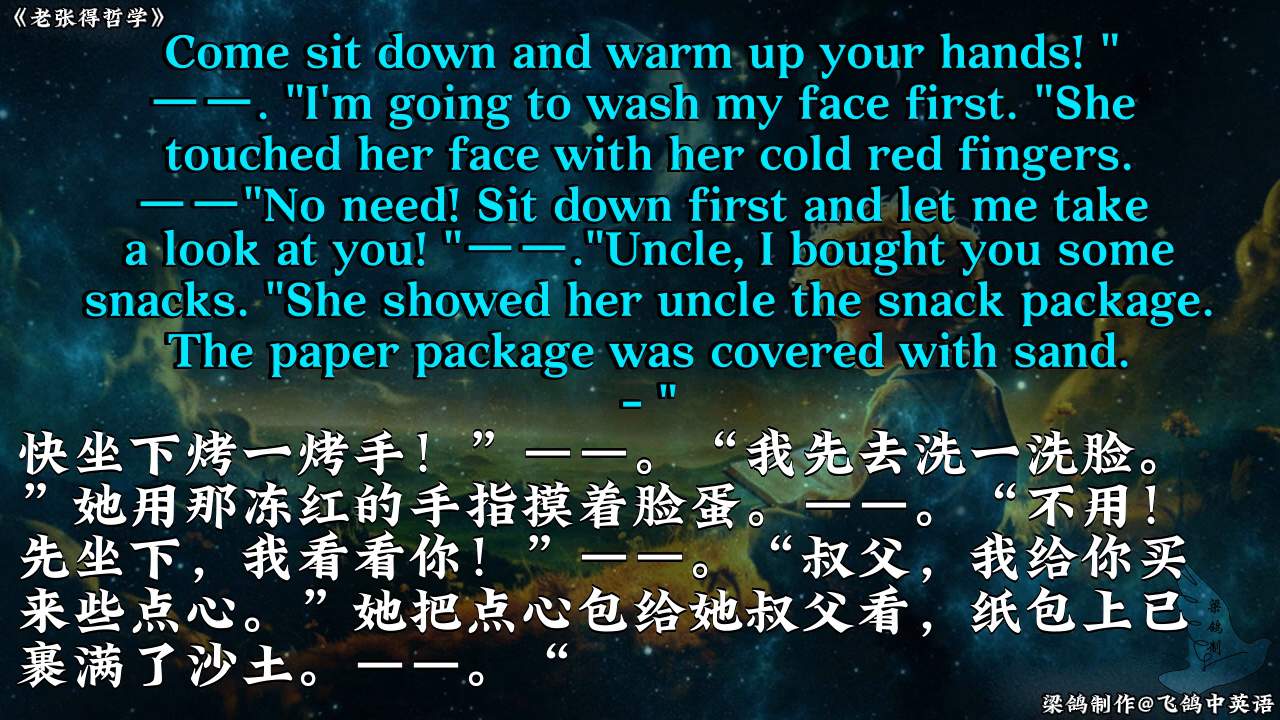 《老张得哲学》
Come sit down and warm up your hands! "
——. "I'm going to wash my face first. "She
touched her face with her cold red fingers.
——"No need! Sit down first and let me take
a look at you! "——."Uncle, I bought you some
snacks. "She showed her uncle the snack package.
The paper package was covered with sand.
- "
快坐下烤一烤手！”——。“我先去洗一洗脸。
”她用那冻红的手指摸着脸蛋。——。“不用！
先坐下，我看看你！”——。“叔父，我给你买
来些点心。”她把点心包给她叔父看，纸包上已
裹满了沙土。——。“
梁鸽制
梁鸽制作@飞鸽中英语